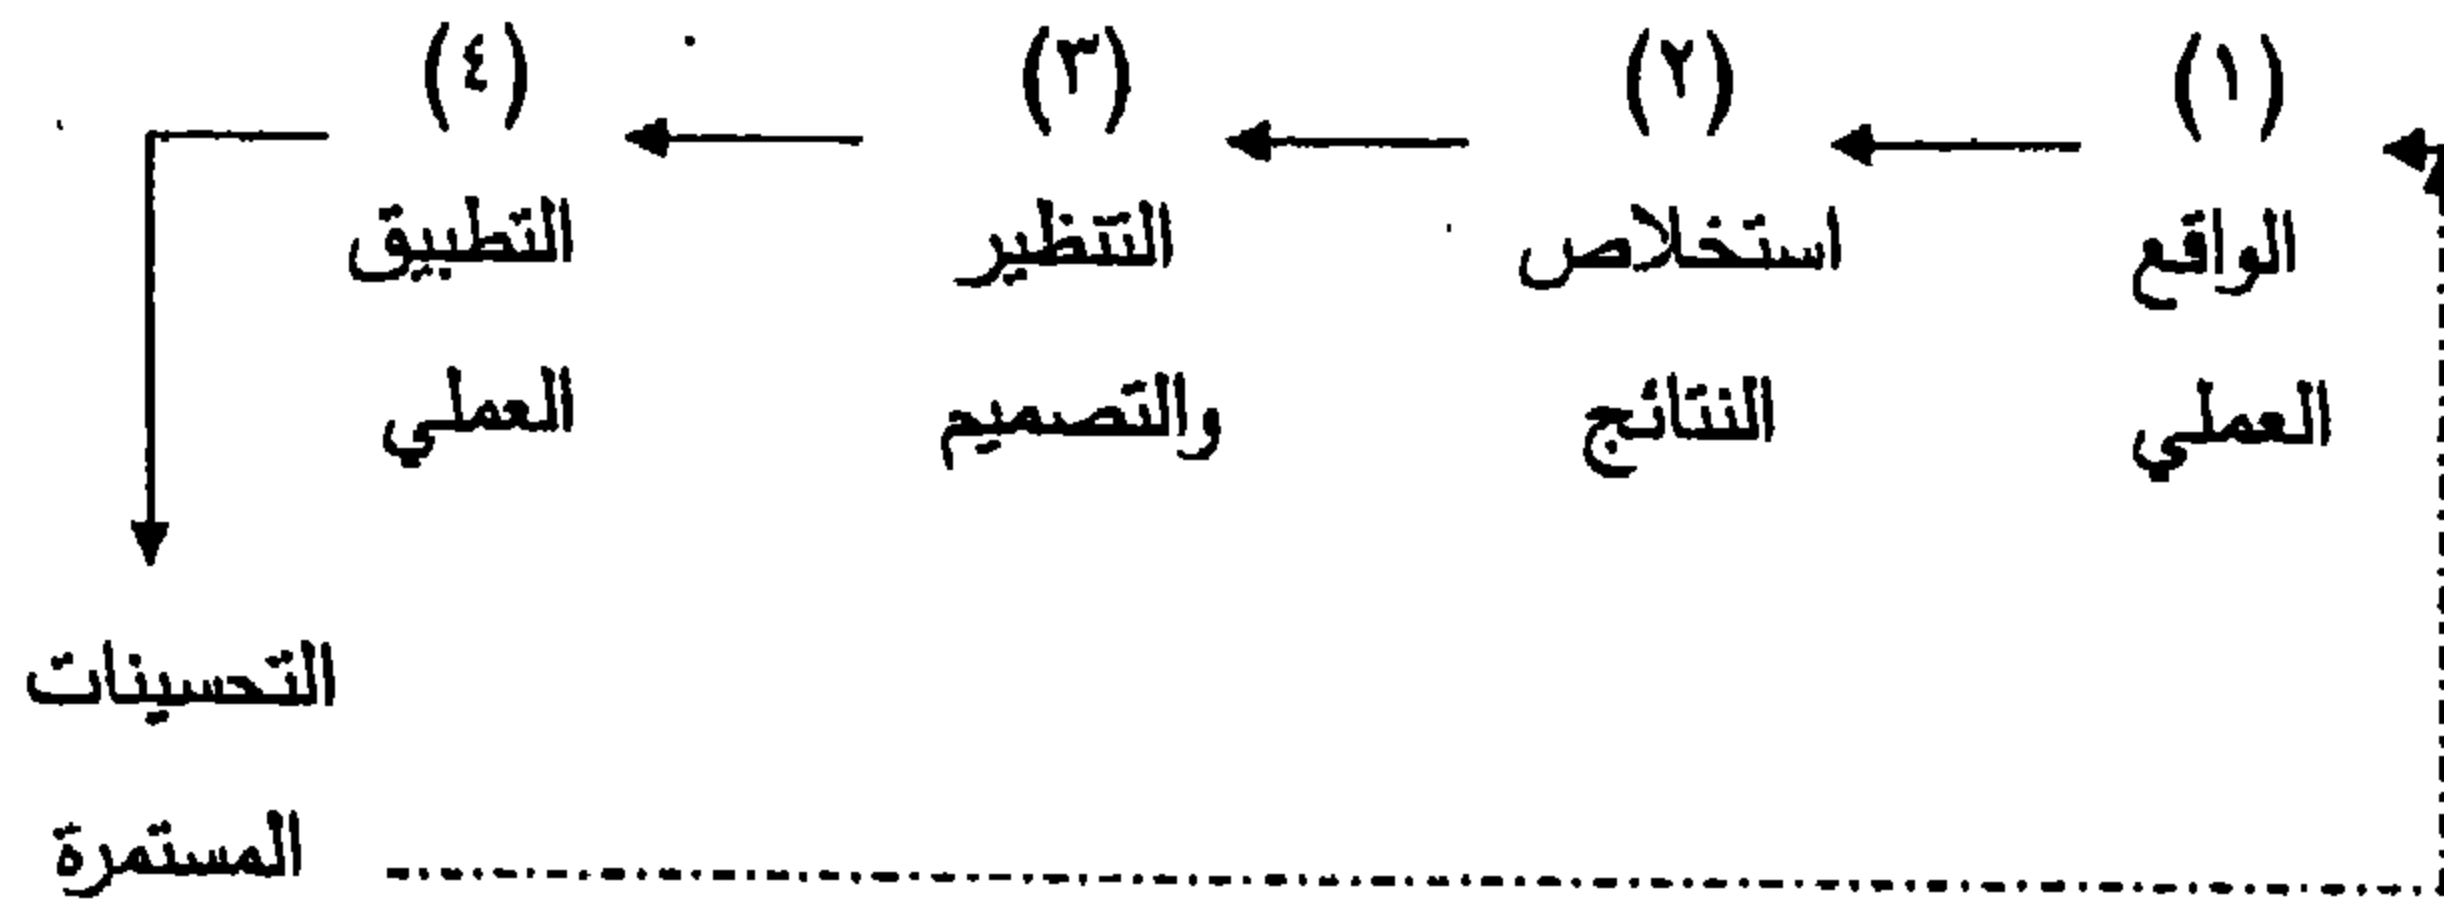 (١) (٢) (٣) (٤)
الواقع استخلاص التنظير التطبيق
العملي النتائج والتصميم العملي
التحسينات
المستمرة